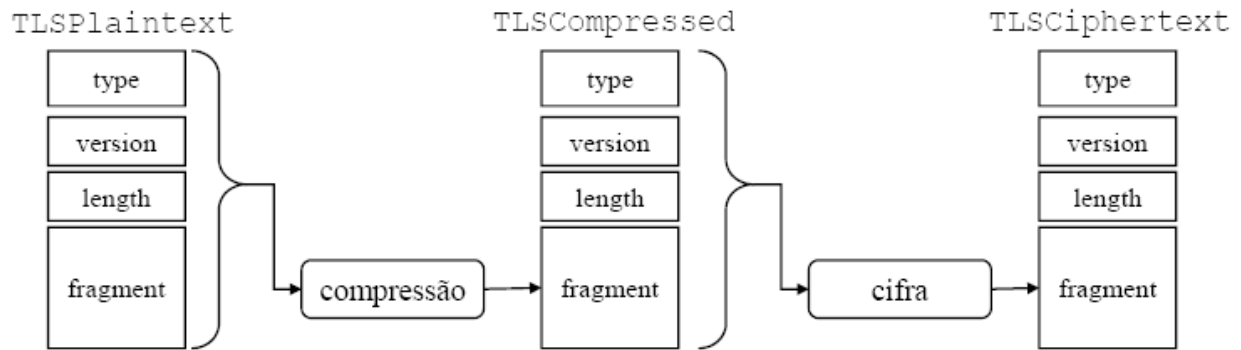 TLSPlaintext
type
version
length
fragment
compressão
TLSCompressed
type
version
length
fragment
cifra
TLSCiphertext
type
version
length
fragment